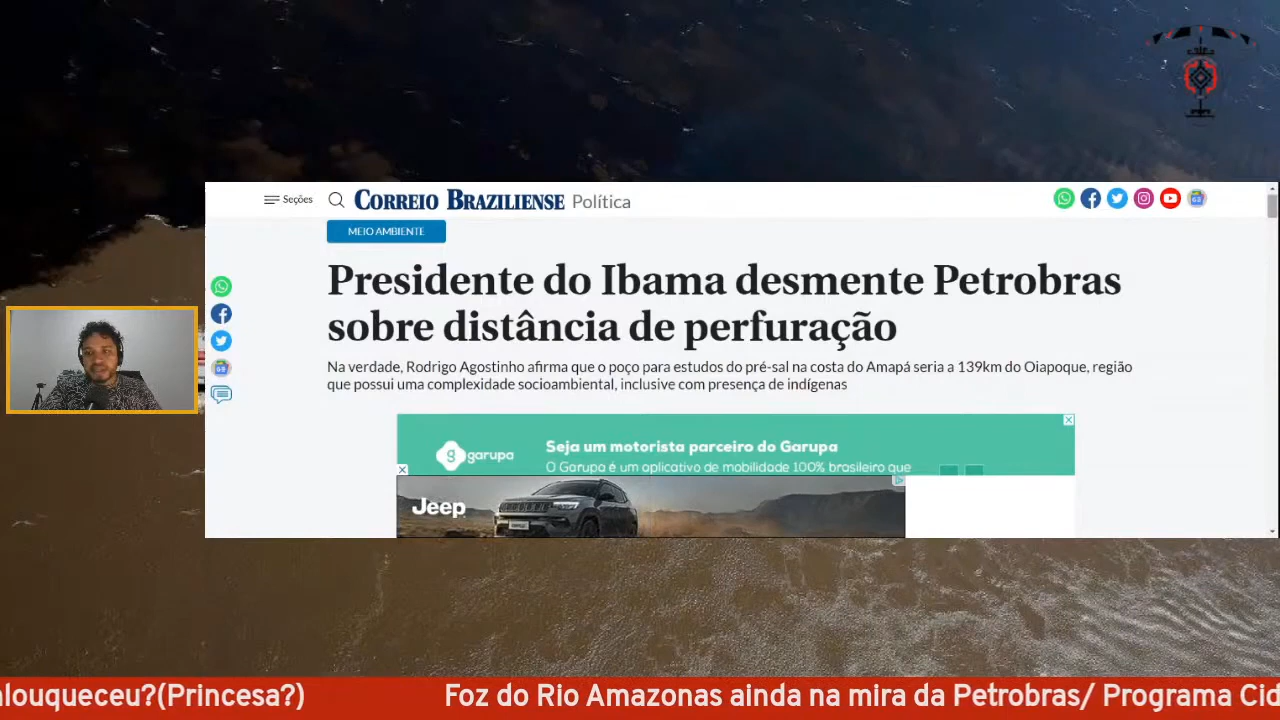 Seções
CORREIO BRAZILIENSE Política
MEIO AMBIENTE
Presidente do Ibama desmente Petrobras
sobre distância de perfuração
Na verdade, Rodrigo Agostinho afirma que o poço para estudos do pré-sal na costa do Amapá seria a 139km do Oiapoque, região
que possui uma complexidade socioambiental, inclusive com presença de indígenas
garupa
Seja um motorista parceiro do Garupa
O Garupa é um aplicativo de mobilidade 100% brasileiro que
Jeep
alouqueceu?(Princesa?) Foz do Rio Amazonas ainda na mira da Petrobras/ Programa Cid